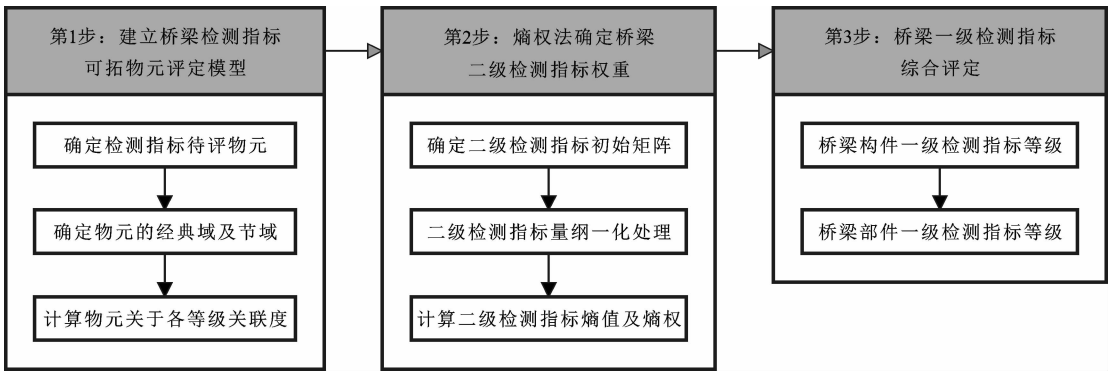 第1步：建立桥梁检测指标
可拓物元评定模型
确定检测指标待评物元
确定物元的经典域及节域
计算物元关于各等级关联度
第2步：熵权法确定桥梁
二级检测指标权重
确定二级检测指标初始矩阵
二级检测指标量纲一化处理
计算二级检测指标熵值及熵权
第3步：桥梁一级检测指标
综合评定
桥梁构件一级检测指标等级
桥梁部件一级检测指标等级